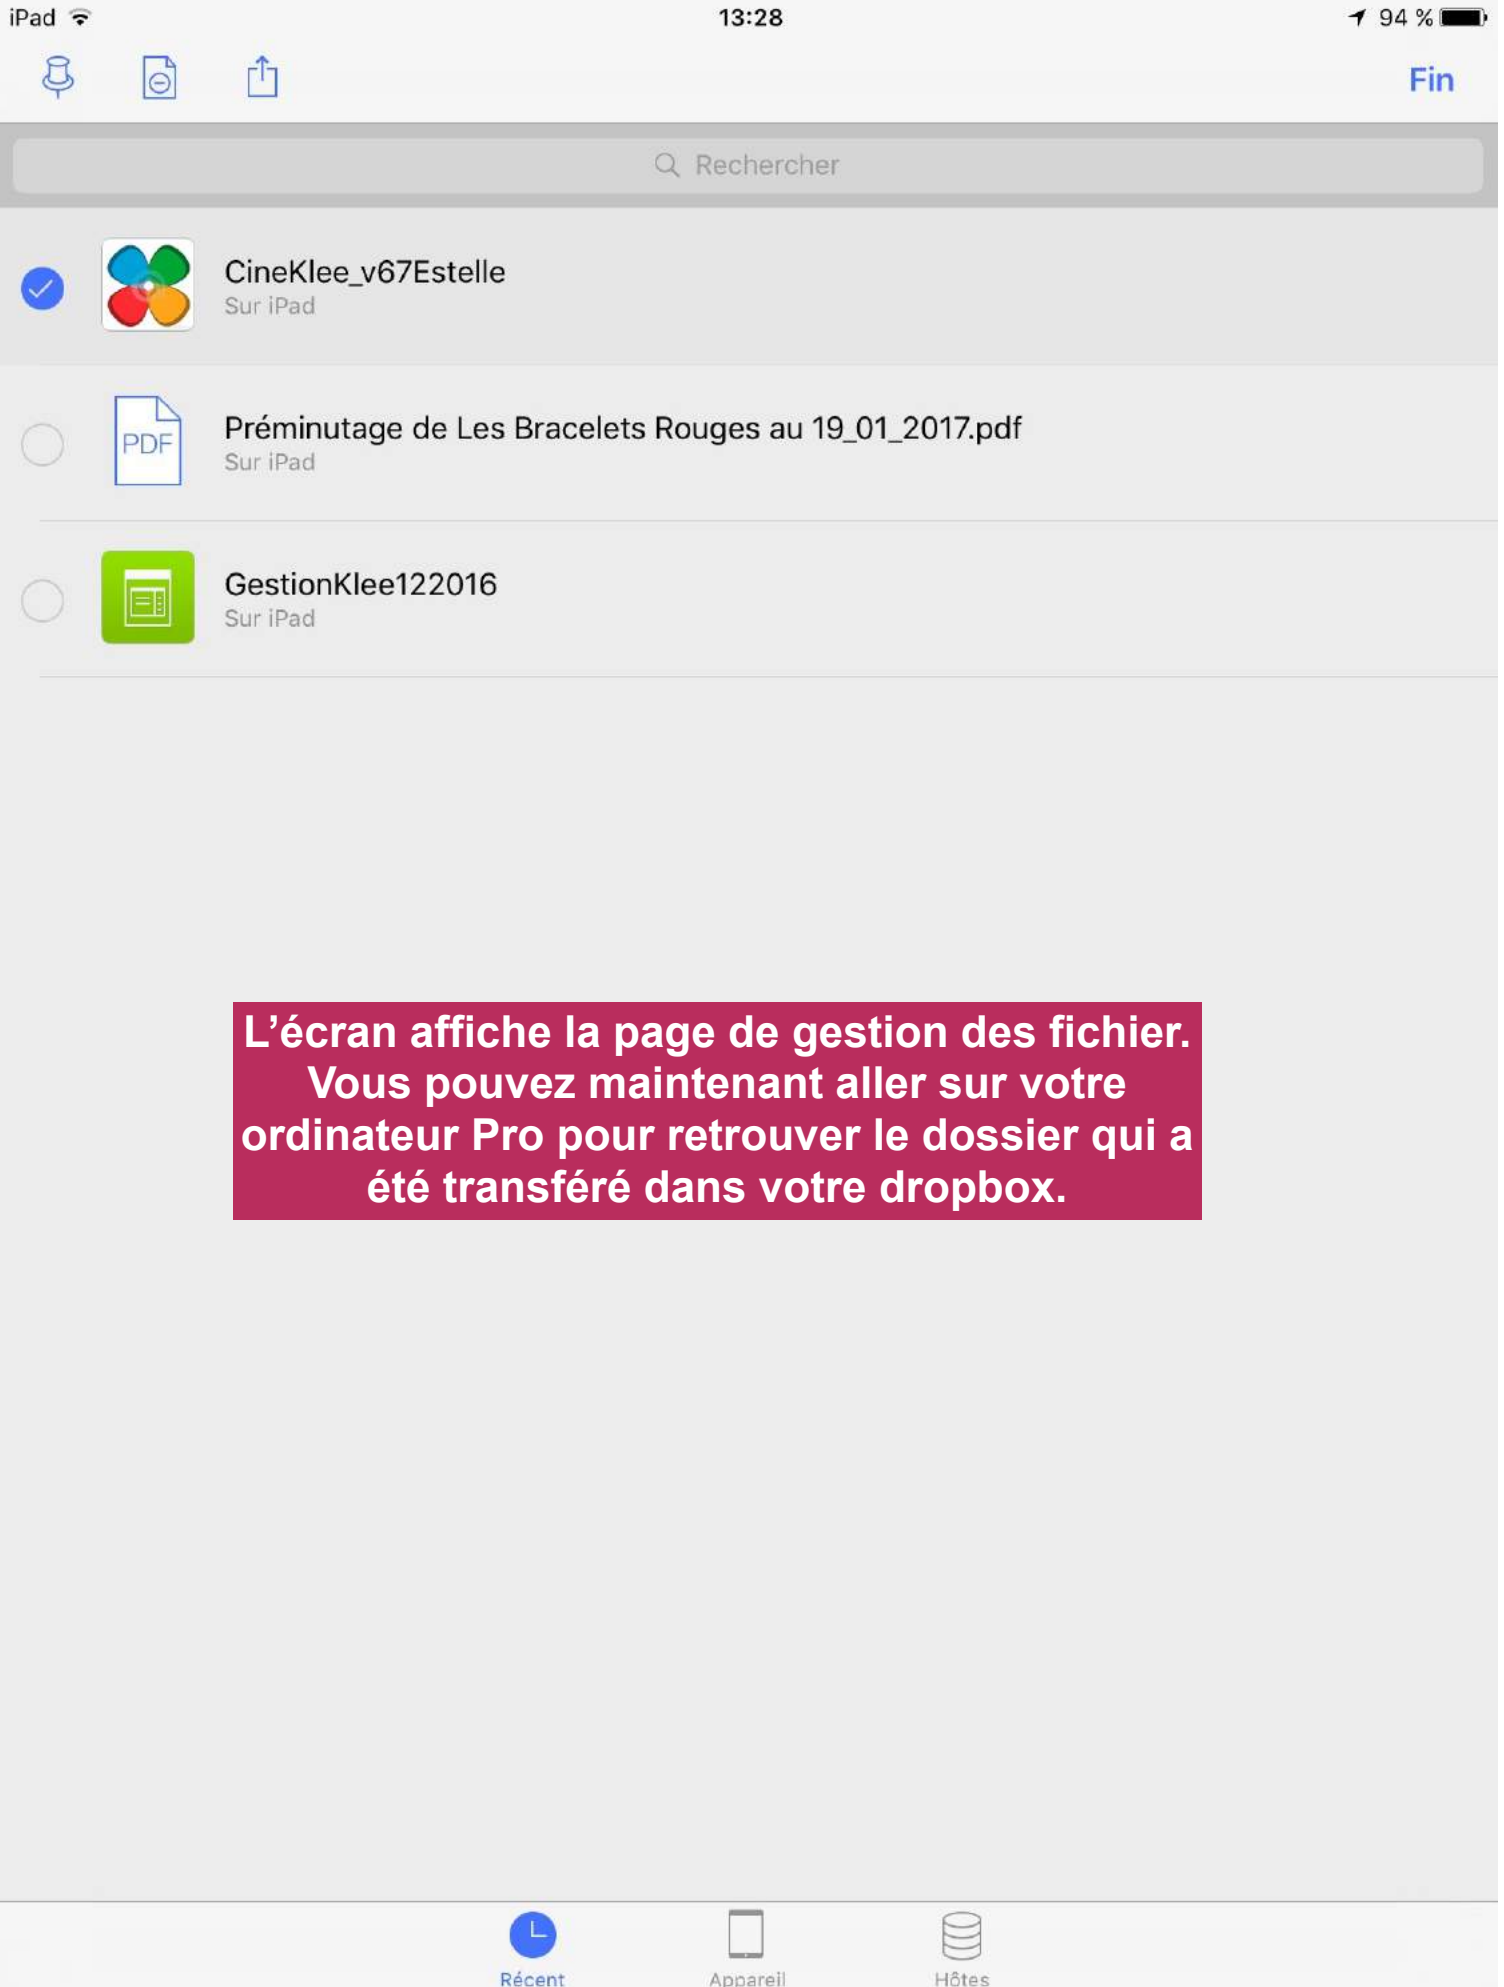 iPad 13:28 94 %
Fin
Rechercher
CineKlee_v67Estelle
Sur iPad
PDF
Préminutage de Les Bracelets Rouges au 19_01_2017.pdf
Sur iPad
GestionKlee122016
Sur iPad
L’écran affiche la page de gestion des fichier.
Vous pouvez maintenant aller sur votre
ordinateur Pro pour retrouver le dossier qui a
été transféré dans votre dropbox.
Récent Appareil Hôtes